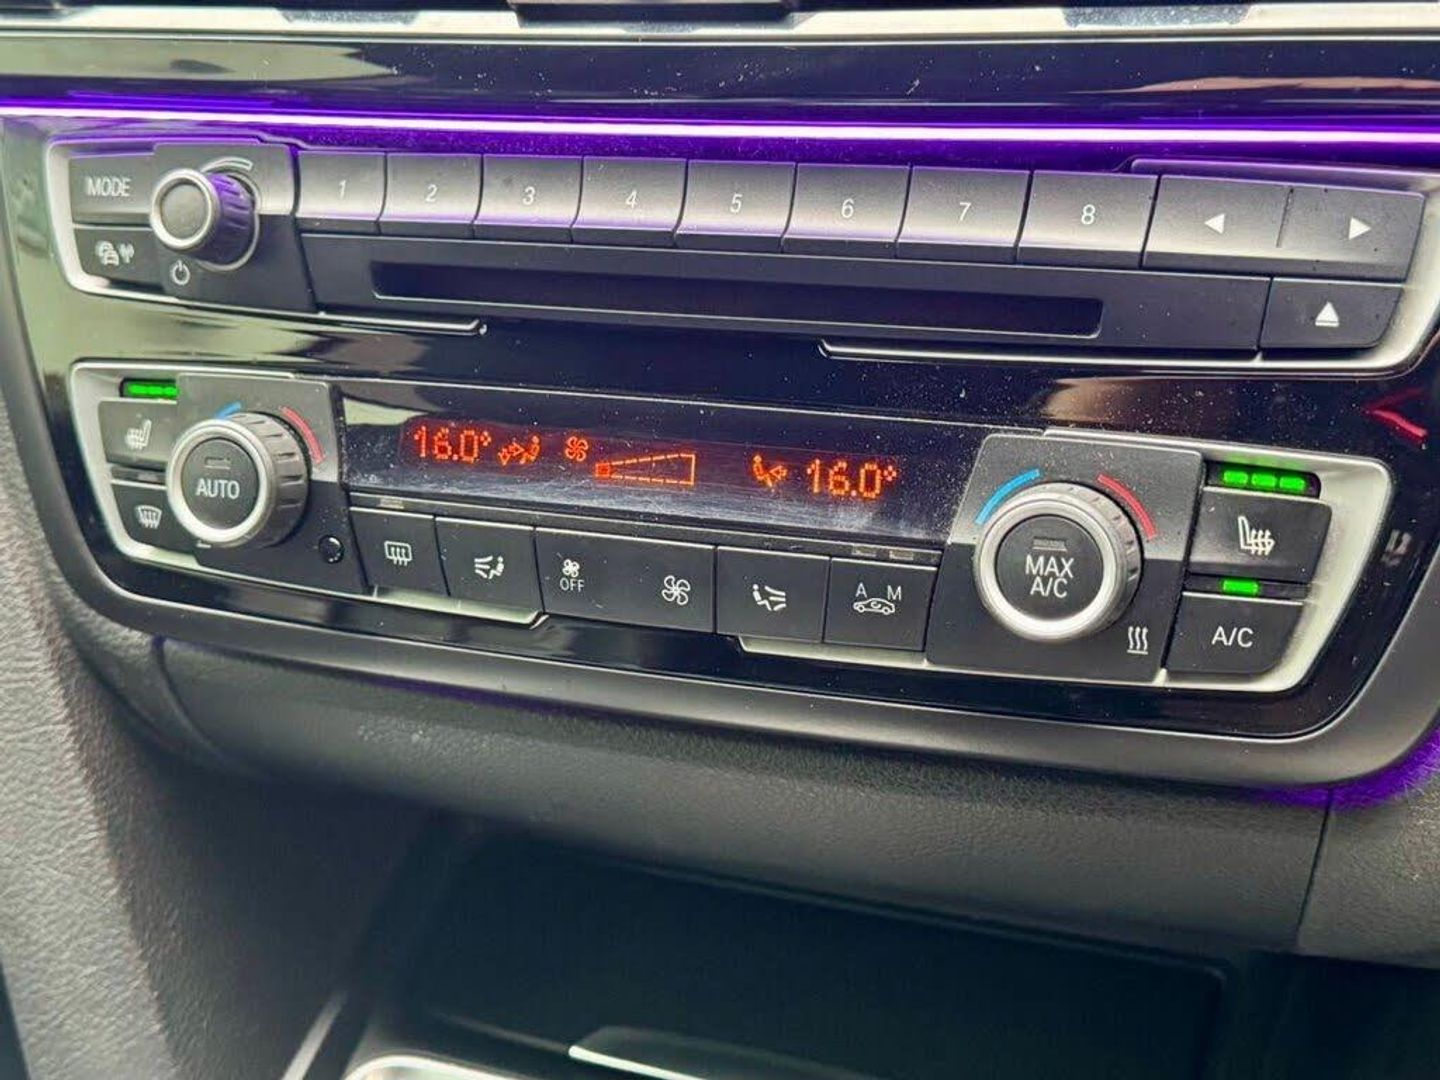 MODE
1 2 3 4 5 6 7 8
16.0° 16.0°
AUTO
MAX
A/C
OFF
A M
A/C